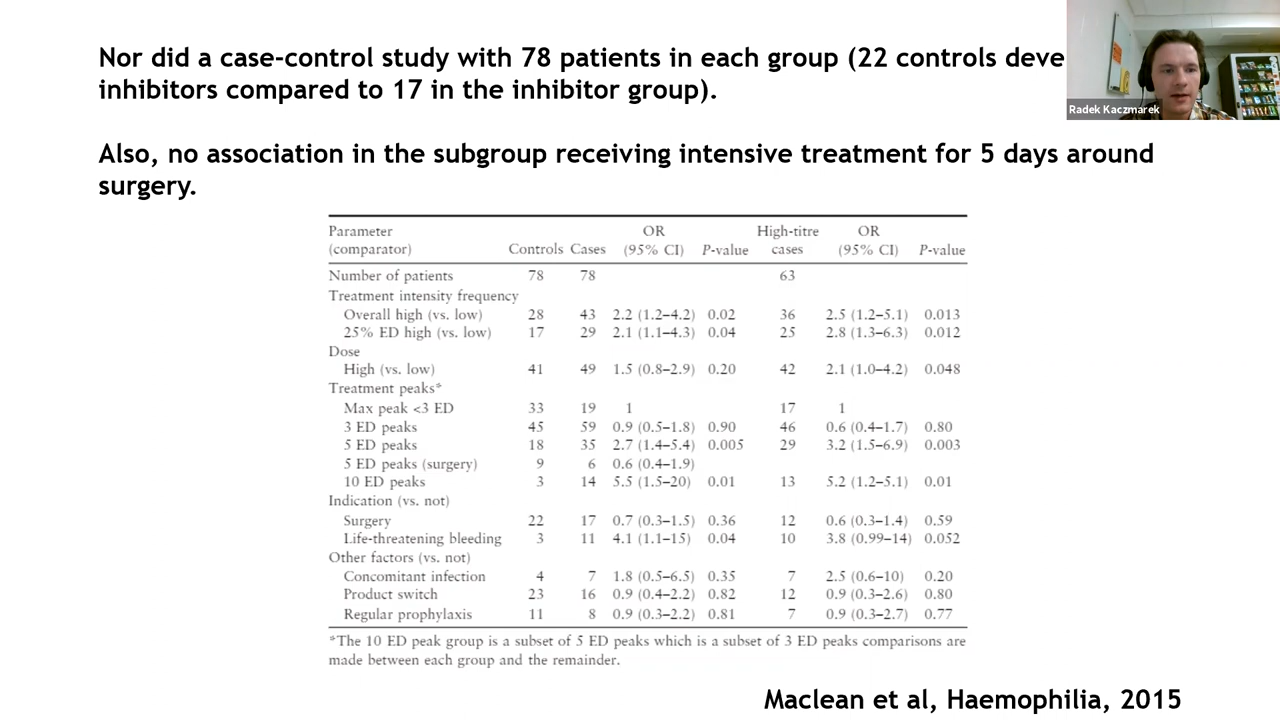 Nor did a case-control study with 78 patients in each group (22 controls deve
inhibitors compared to 17 in the inhibitor group).
Radek Kaczmarek
Also, no association in the subgroup receiving intensive treatment for 5 days around
surgery.
Parameter (comparator) Controls Cases OR (95% CI) P-value High-titre cases OR (95% CI) P-value
Number of patients 78 78 63
Treatment intensity frequency
Overall high (vs. low) 28 43 2.2 (1.2–4.2) 0.02 36 2.5 (1.2–5.1) 0.013
25% ED high (vs. low) 17 29 2.1 (1.1–4.3) 0.04 25 2.8 (1.3–6.3) 0.012
Dose
High (vs. low) 41 49 1.5 (0.8–2.9) 0.20 42 2.1 (1.0–4.2) 0.048
Treatment peaks*
Max peak <3 ED 33 19 1 17 1
3 ED peaks 45 59 0.9 (0.5–1.8) 0.90 46 0.6 (0.4–1.7) 0.80
5 ED peaks 18 35 2.7 (1.4–5.4) 0.005 29 3.2 (1.5–6.9) 0.003
5 ED peaks (surgery) 9 6 0.6 (0.4–1.9)
10 ED peaks 3 14 5.5 (1.5–20) 0.01 13 5.2 (1.2–5.1) 0.01
Indication (vs. not)
Surgery 22 17 0.7 (0.3–1.5) 0.36 12 0.6 (0.3–1.4) 0.59
Life-threatening bleeding 3 11 4.1 (1.1–15) 0.04 10 3.8 (0.99–14) 0.052
Other factors (vs. not)
Concomitant infection 4 7 1.8 (0.5–6.5) 0.35 7 2.5 (0.6–10) 0.20
Product switch 23 16 0.9 (0.4–2.2) 0.82 12 0.9 (0.3–2.6) 0.80
Regular prophylaxis 11 8 0.9 (0.3–2.2) 0.81 7 0.9 (0.3–2.7) 0.77
*The 10 ED peak group is a subset of 5 ED peaks which is a subset of 3 ED peaks comparisons are
made between each group and the remainder.
Maclean et al, Haemophilia, 2015